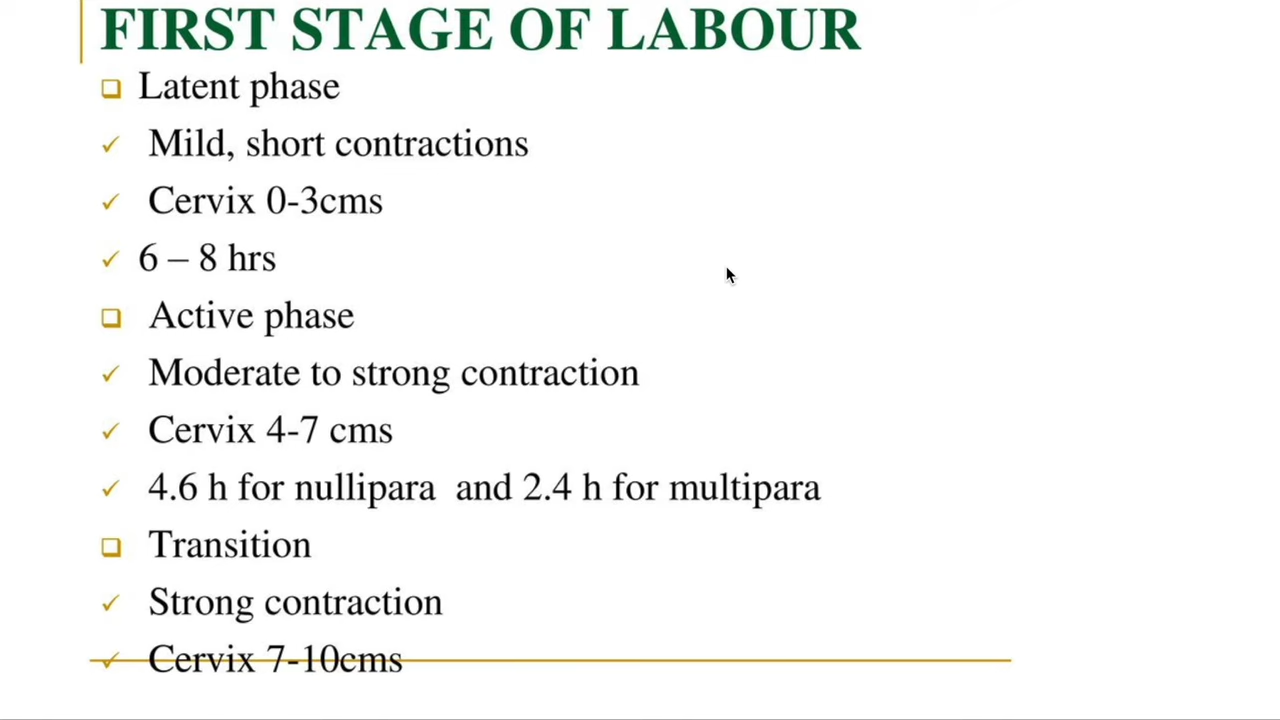 FIRST STAGE OF LABOUR
Latent phase
Mild, short contractions
Cervix 0-3cms
6 – 8 hrs
Active phase
Moderate to strong contraction
Cervix 4-7 cms
4.6 h for nullipara and 2.4 h for multipara
Transition
Strong contraction
Cervix 7-10cms